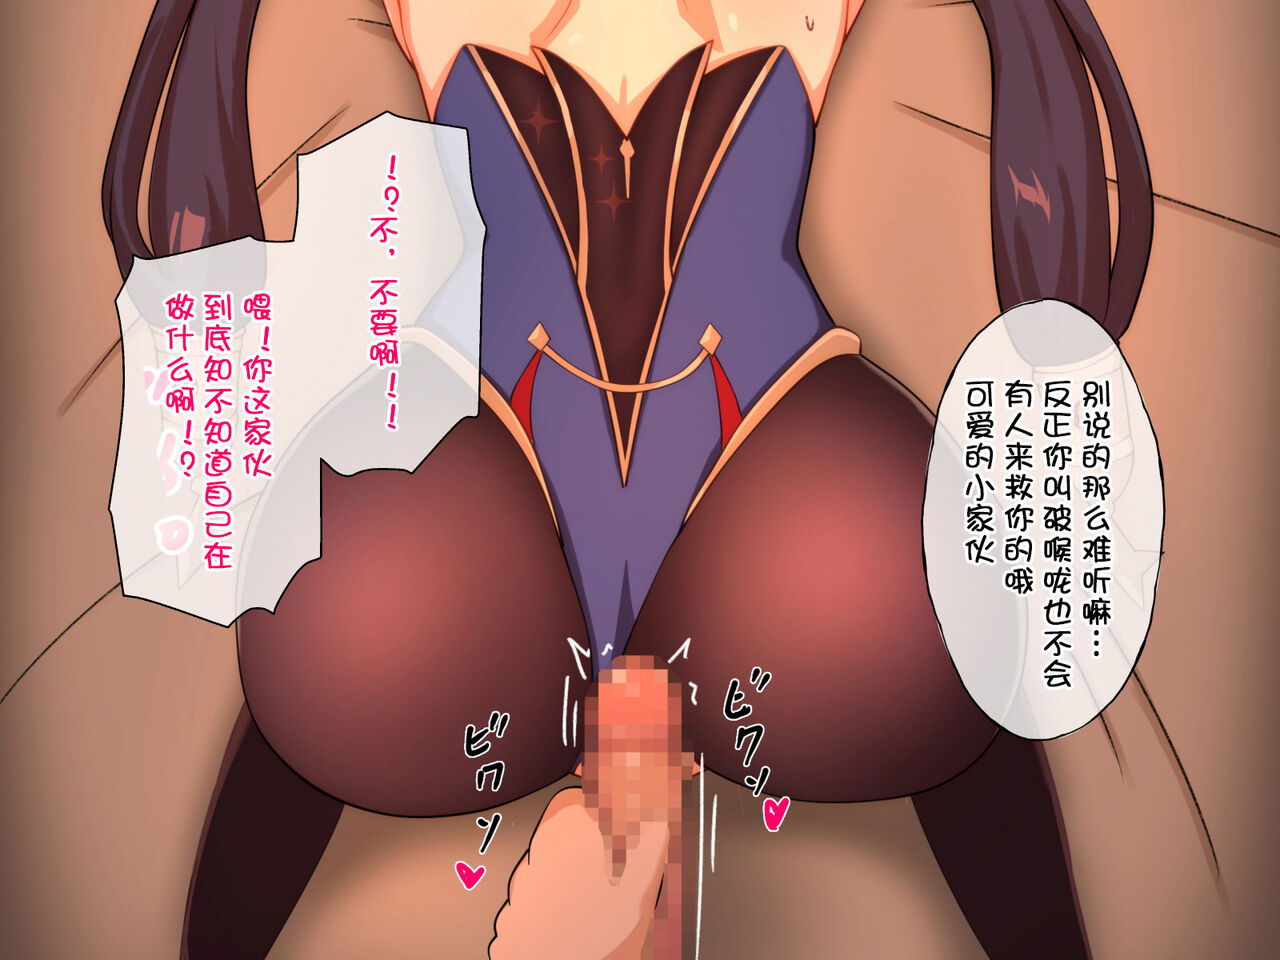 别说的那么难听嘛…
反正你叫破喉咙也不会
有人来救你的哦
可爱的小家伙
!?不，不要啊!!!
喂!你这家伙
到底知不知道自己在
做什么啊!?
ビクン
ビクン